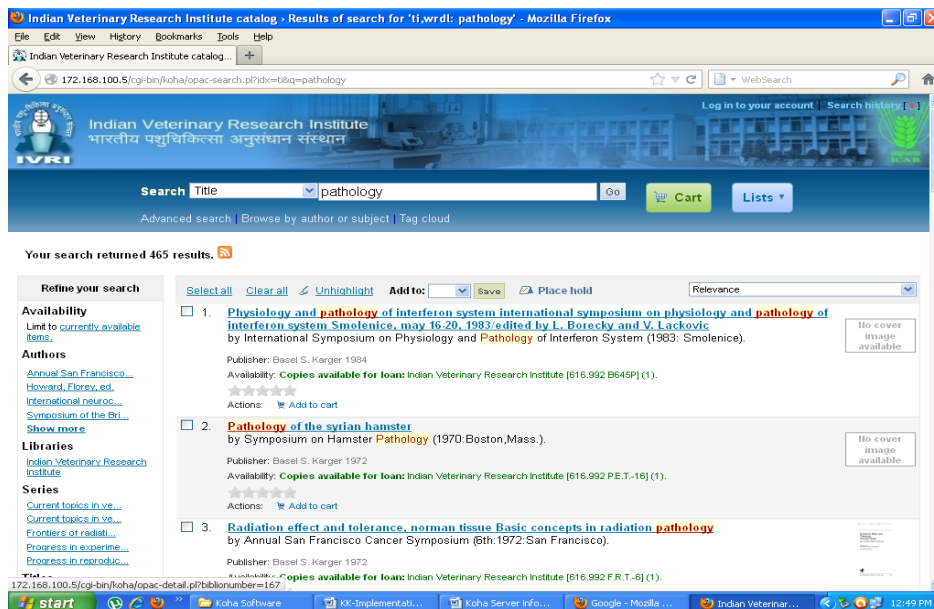 Indian Veterinary Research Institute catalog › Results of search for 'ti,wrdl: pathology' - Mozilla Firefox
File Edit View History Bookmarks Tools Help
Indian Veterinary Research Institute catalog... +
172.168.100.5/cgi-bin/koha/opac-search.pl?idx=ti&q=pathology WebSearch
Log in to your account Search history [x]
Indian Veterinary Research Institute
भारतीय पशुचिकित्सा अनुसंधान संस्थान
IVRI
ICAR
Search Title pathology Go Cart Lists
Advanced search | Browse by author or subject | Tag cloud
Your search returned 465 results.
Refine your search
Availability
Limit to currently available
items.
Authors
Annual San Francisco...
Howard, Florey, ed.
International neuroc...
Symposium of the Bri...
Show more
Libraries
Indian Veterinary Research
Institute
Series
Current topics in ve...
Current topics in ve...
Frontiers of radiati...
Progress in experime...
Progress in reproduc...
Select all Clear all Unhighlight Add to: Save Place hold Relevance
1. Physiology and pathology of interferon system international symposium on physiology and pathology of
interferon system Smolenice, may 16-20, 1983/edited by L. Borecky and V. Lackovic
by International Symposium on Physiology and Pathology of Interferon System (1983: Smolenice).
Publisher: Basel S. Karger 1984
Availability: Copies available for loan: Indian Veterinary Research Institute [616.992 B645P] (1).
Actions: Add to cart
No cover
image
available
2. Pathology of the syrian hamster
by Symposium on Hamster Pathology (1970:Boston,Mass.).
Publisher: Basel S. Karger 1972
Availability: Copies available for loan: Indian Veterinary Research Institute [616.992 P.E.T.-16] (1).
Actions: Add to cart
No cover
image
available
3. Radiation effect and tolerance, norman tissue Basic concepts in radiation pathology
by Annual San Francisco Cancer Symposium (6th:1972:San Francisco).
Publisher: Basel S. Karger 1972
Copies available for loan: Indian Veterinary Research Institute [616.992 F.R.T.-6] (1).
172.168.100.5/cgi-bin/koha/opac-detail.pl?biblionumber=167
start Koha Software KK-Implementati... Koha Server info... Google - Mozilla ... Indian Veterinar... 12:49 PM